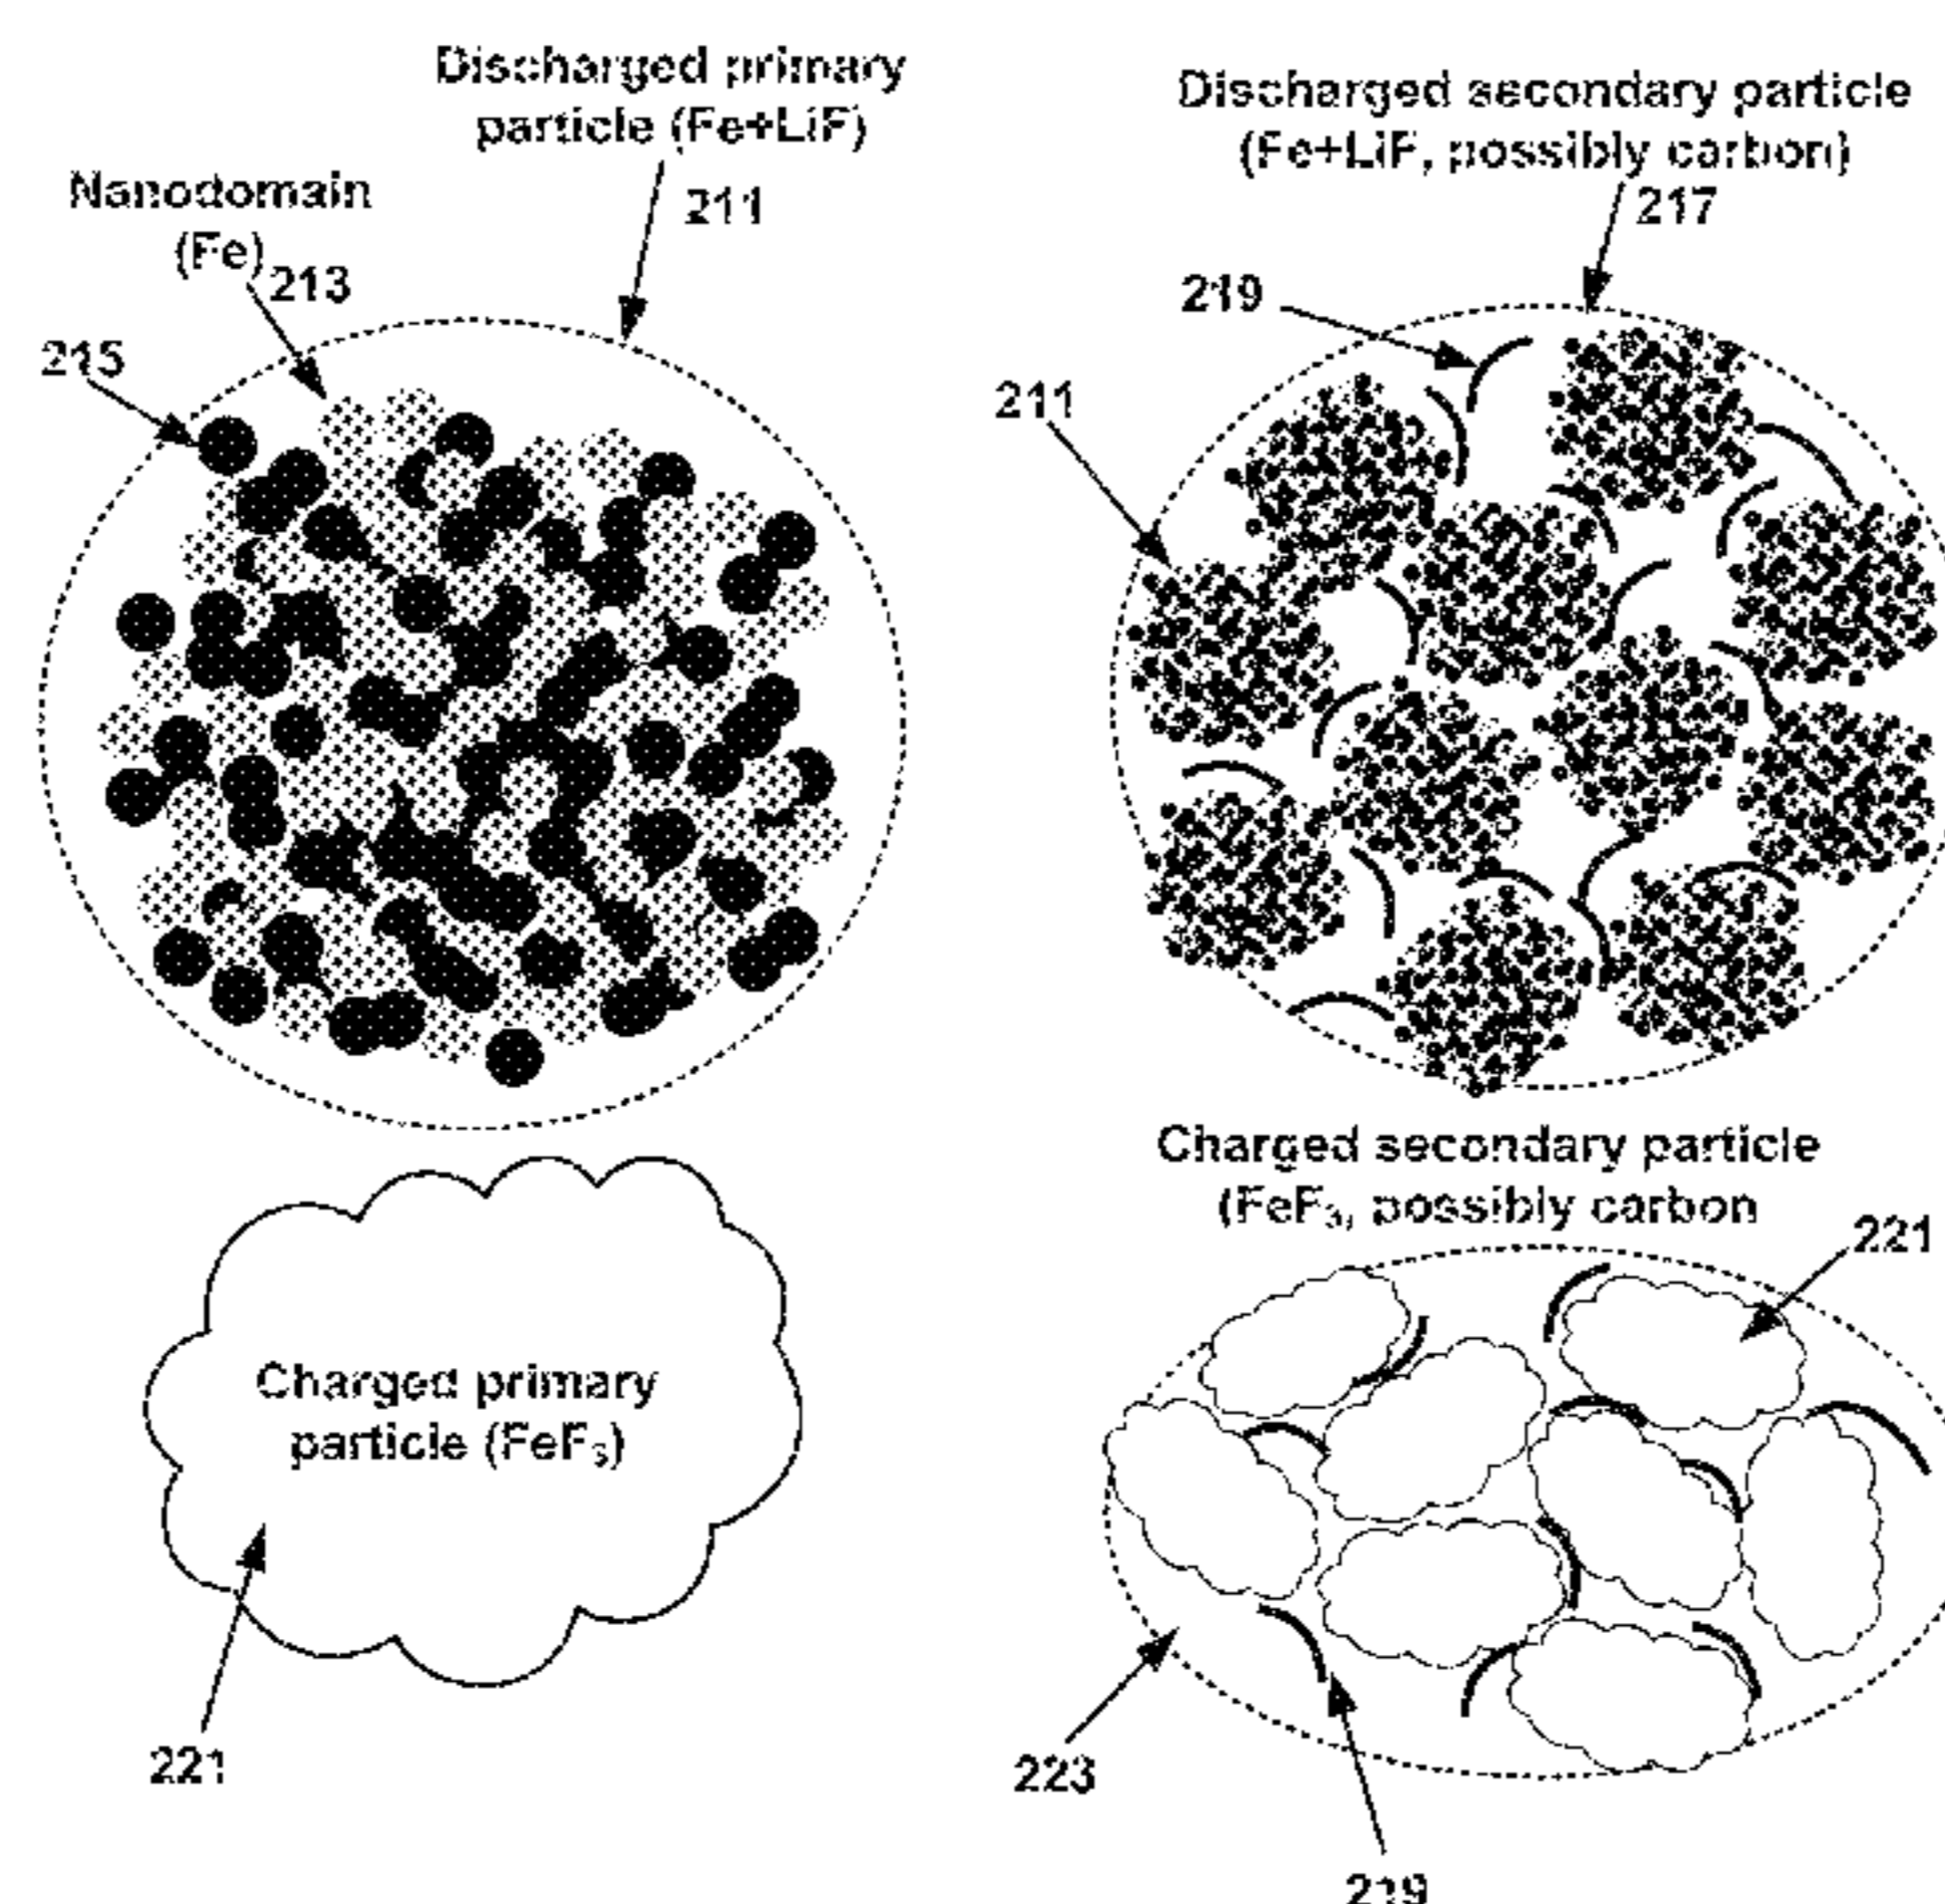 Discharged primary
particle (Fe+LiF)
211
Nanodomain
(Fe)
213
215
Discharged secondary particle
(Fe+LiF, possibly carbon)
217
219
211
Charged primary
particle (FeF₃)
221
Charged secondary particle
(FeF₃, possibly carbon
221
223
219